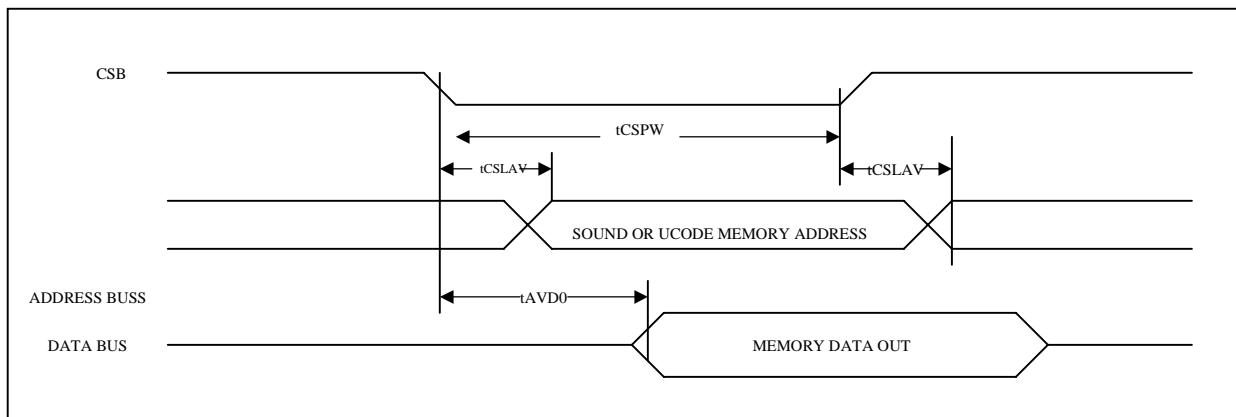 CSB
tCSPW
tCSLAV
tCSLAV
SOUND OR UCODE MEMORY ADDRESS
ADDRESS BUSS
tAVD0
DATA BUS
MEMORY DATA OUT